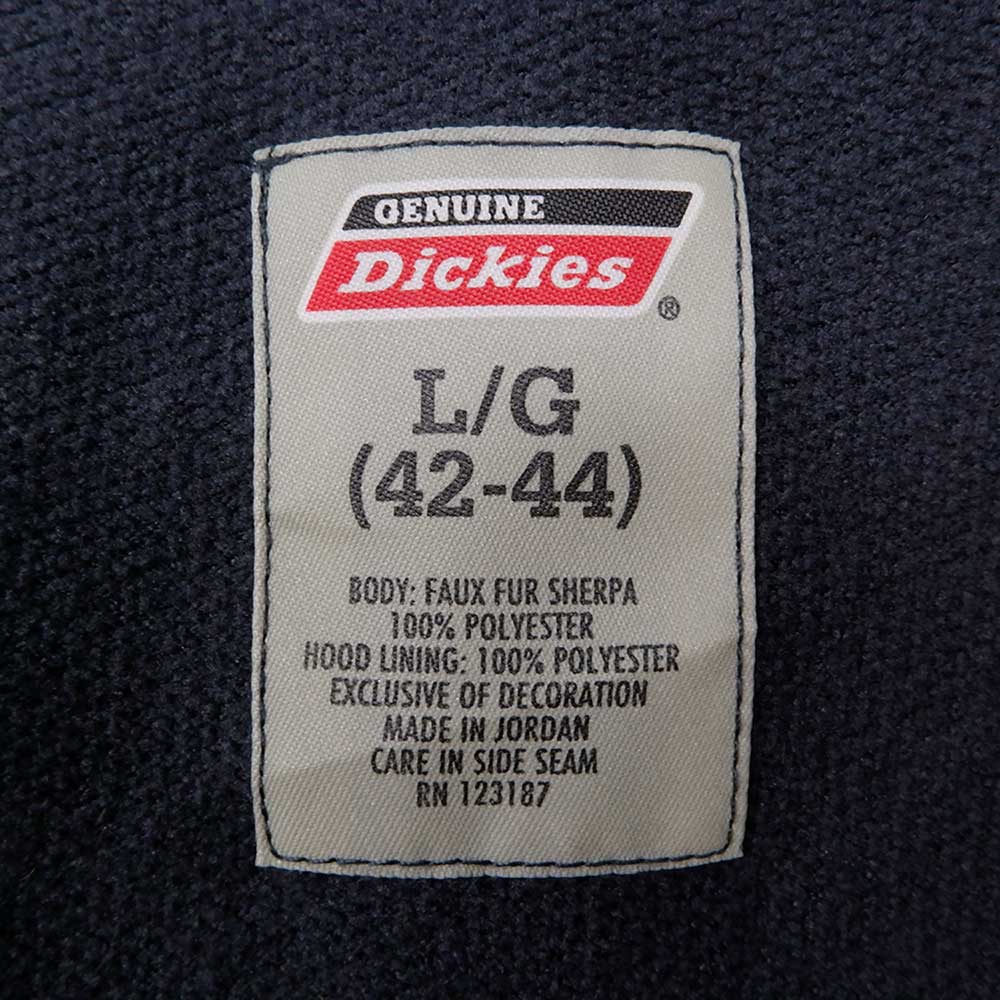 GENUINE
Dickies
®
L/G
(42-44)
BODY: FAUX FUR SHERPA
100% POLYESTER
HOOD LINING: 100% POLYESTER
EXCLUSIVE OF DECORATION
MADE IN JORDAN
CARE IN SIDE SEAM
RN 123187